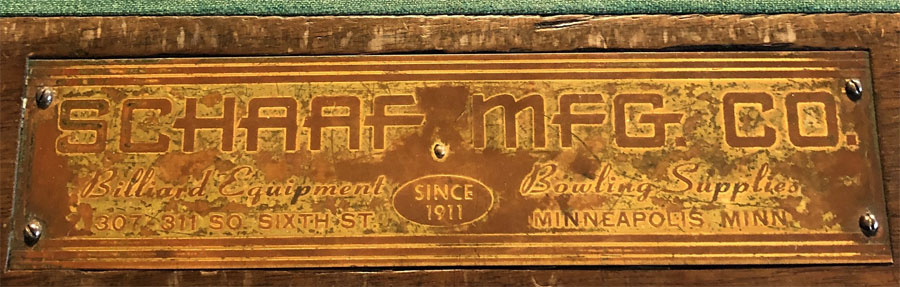 SCHAAF MFG. CO.
Billiard Equipment SINCE 1911 Bowling Supplies
307-311 SO. SIXTH ST. MINNEAPOLIS, MINN.